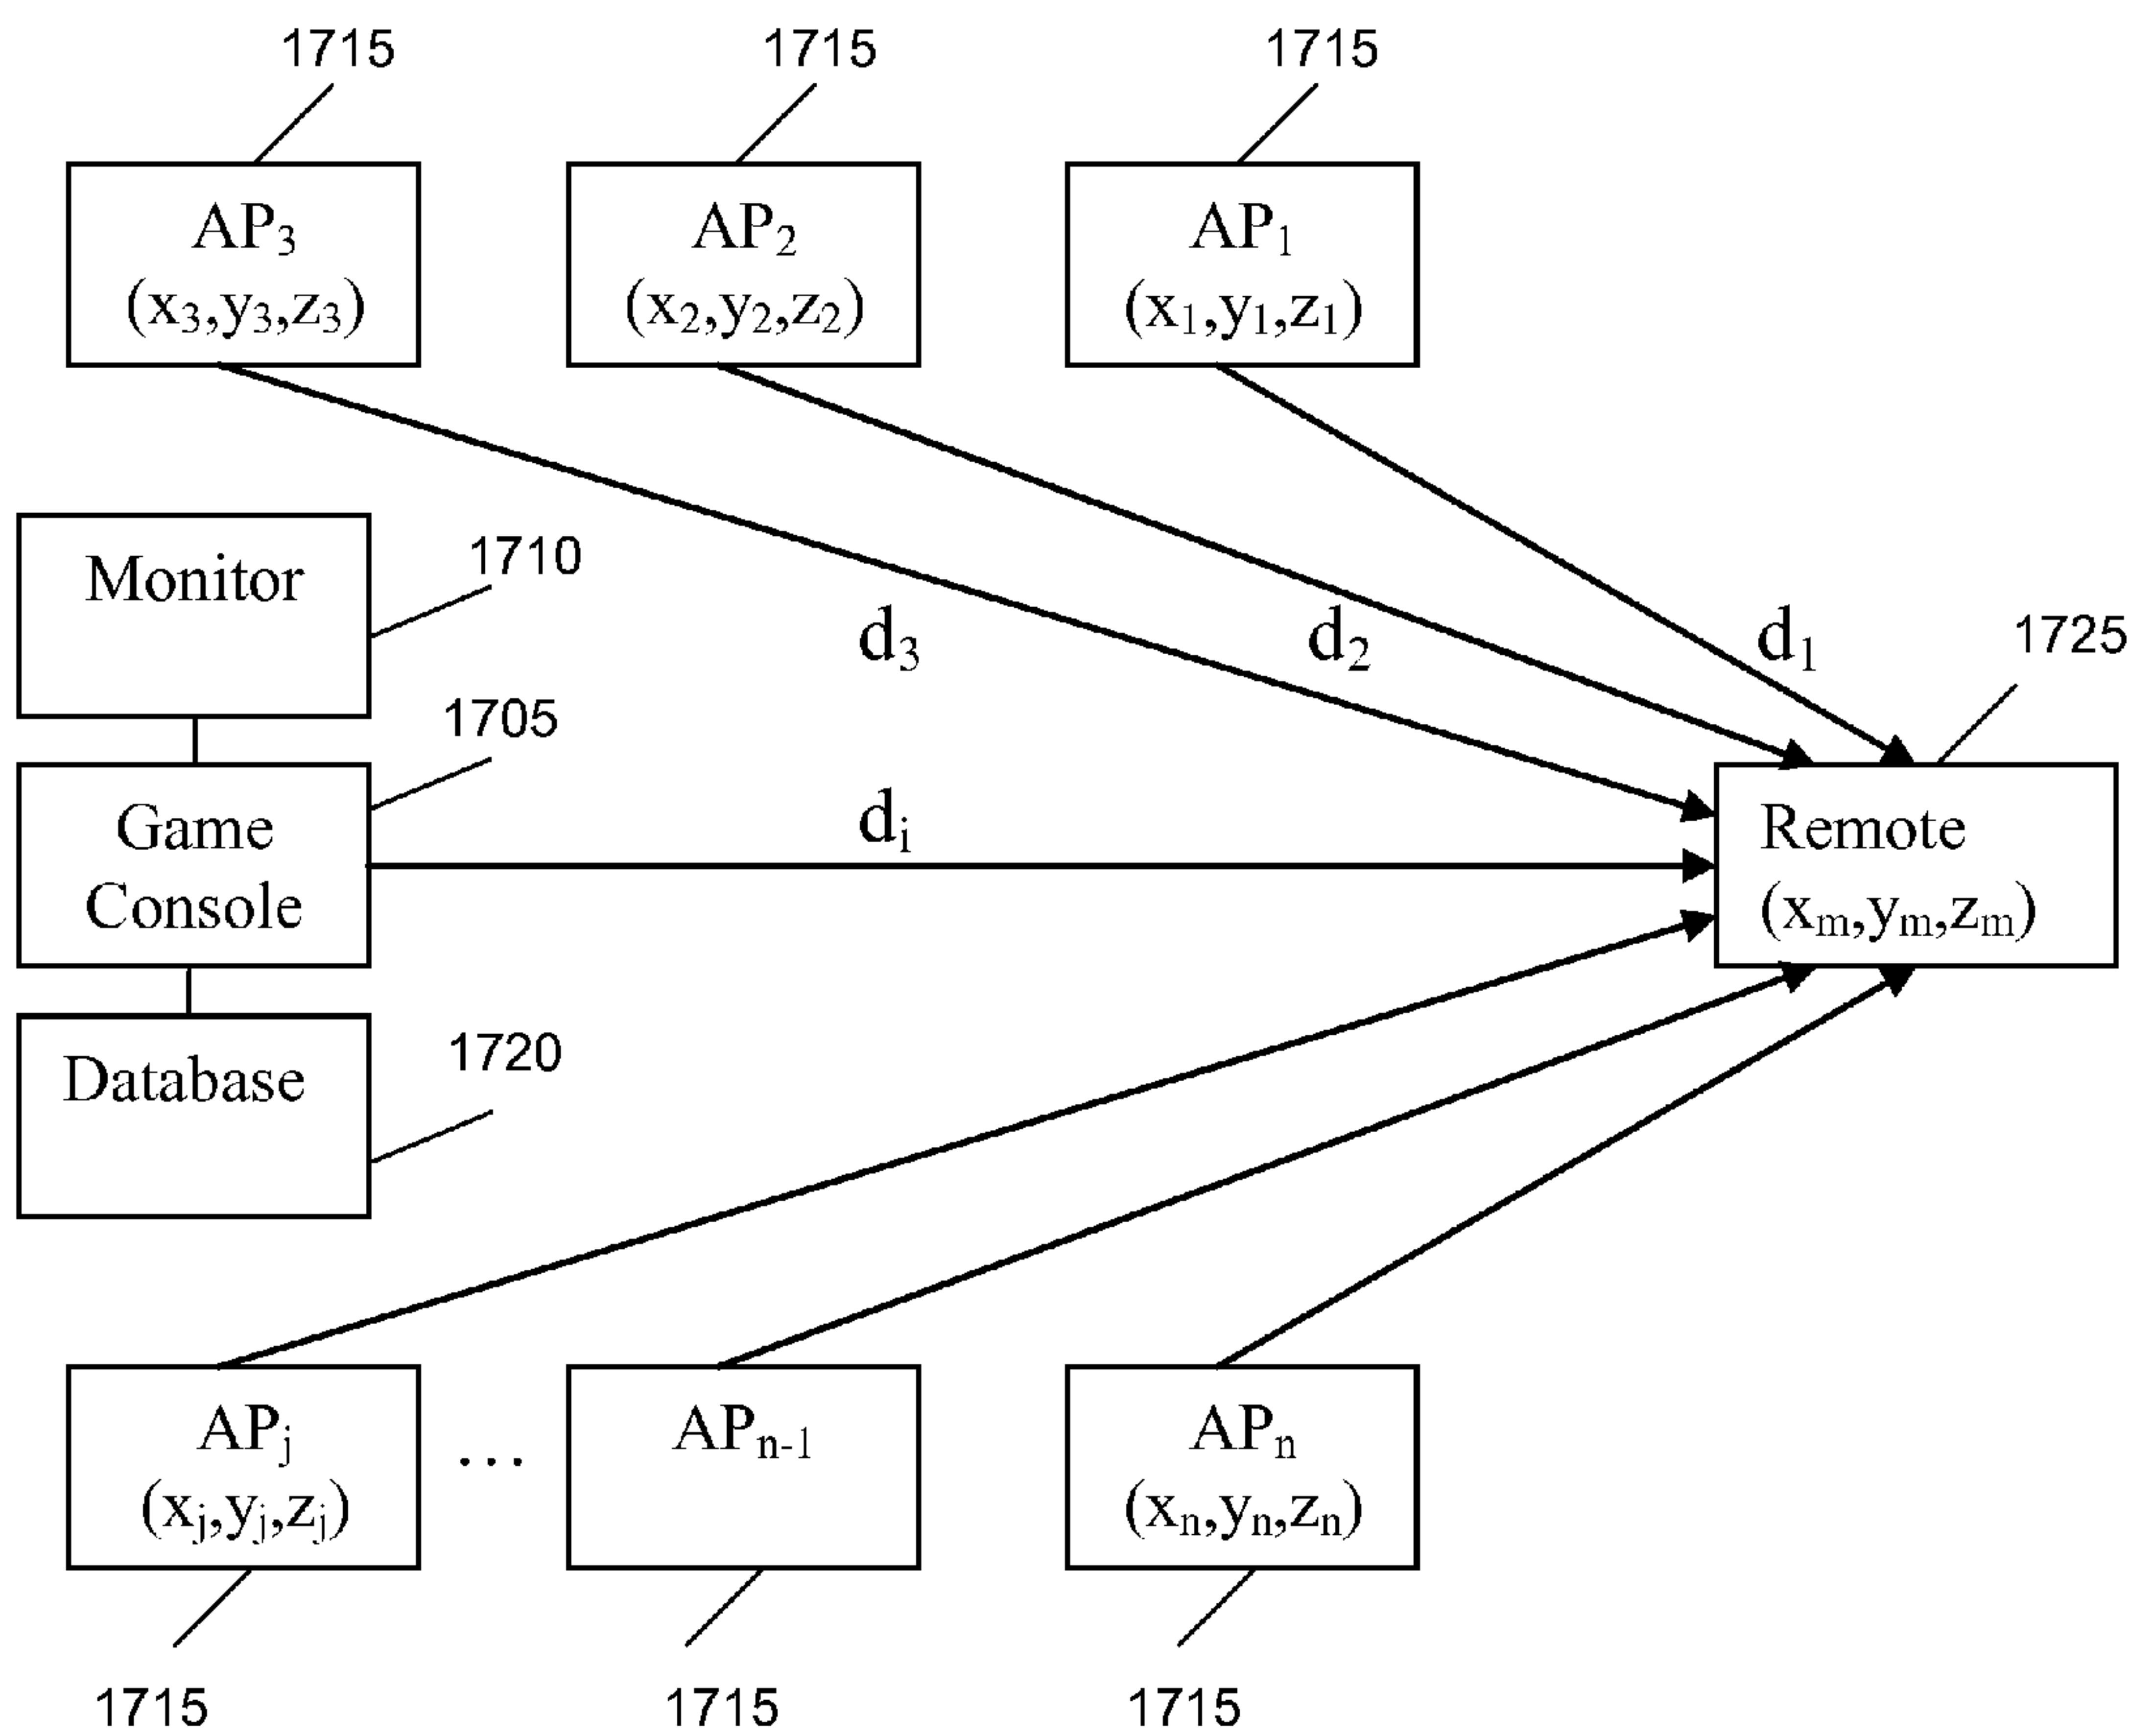 1715
1715
1715
AP3
(x3,y3,z3)
AP2
(x2,y2,z2)
AP1
(x1,y1,z1)
Monitor
1710
d3
d2
d1
1725
1705
Game
Console
di
Remote
(xm,ym,zm)
Database
1720
APj
(xj,yj,zj)
...
APn-1
APn
(xn,yn,zn)
1715
1715
1715